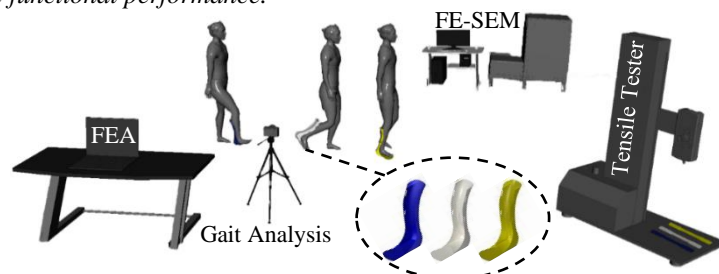 functional performance.
FE-SEM
FEA
Tensile Tester
Gait Analysis